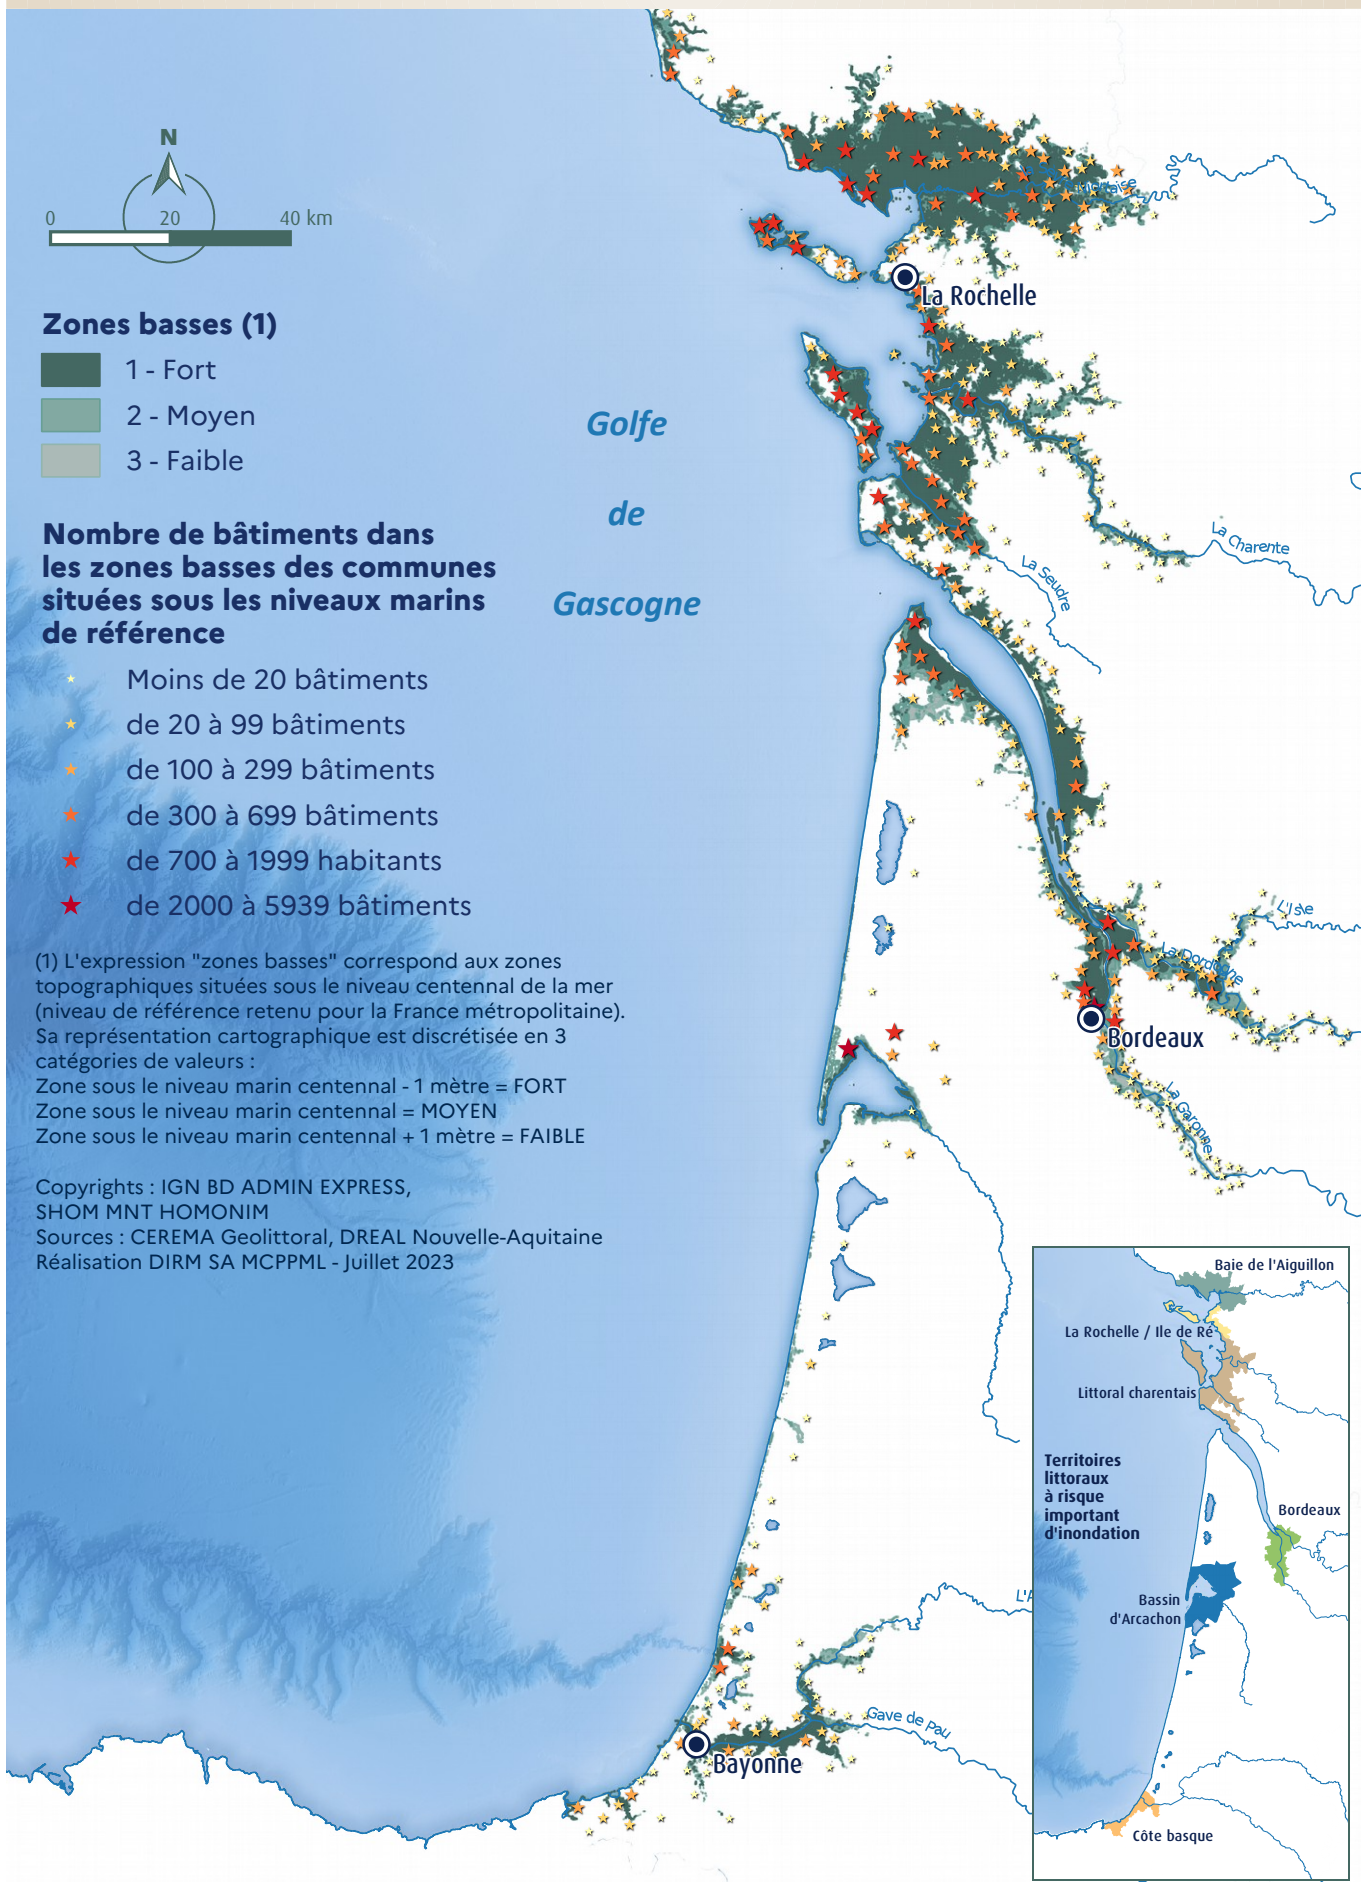 N
0 20 40 km
Zones basses (1)
1 - Fort
2 - Moyen
3 - Faible
Nombre de bâtiments dans
les zones basses des communes
situées sous les niveaux marins
de référence
Moins de 20 bâtiments
de 20 à 99 bâtiments
de 100 à 299 bâtiments
de 300 à 699 bâtiments
de 700 à 1999 habitants
de 2000 à 5939 bâtiments
(1) L'expression "zones basses" correspond aux zones
topographiques situées sous le niveau centennal de la mer
(niveau de référence retenu pour la France métropolitaine).
Sa représentation cartographique est discrétisée en 3
catégories de valeurs :
Zone sous le niveau marin centennal - 1 mètre = FORT
Zone sous le niveau marin centennal = MOYEN
Zone sous le niveau marin centennal + 1 mètre = FAIBLE
Copyrights : IGN BD ADMIN EXPRESS,
SHOM MNT HOMONIM
Sources : CEREMA Geolittoral, DREAL Nouvelle-Aquitaine
Réalisation DIRM SA MCPPML - Juillet 2023
Golfe
de
Gascogne
La Rochelle
La Charente
La Seudre
L'Isle
La Dordogne
Bordeaux
La Garonne
Gave de Pau
Bayonne
Baie de l'Aiguillon
La Rochelle / Ile de Ré
Littoral charentais
Territoires
littoraux
à risque
important
d'inondation
Bordeaux
Bassin
d'Arcachon
Côte basque